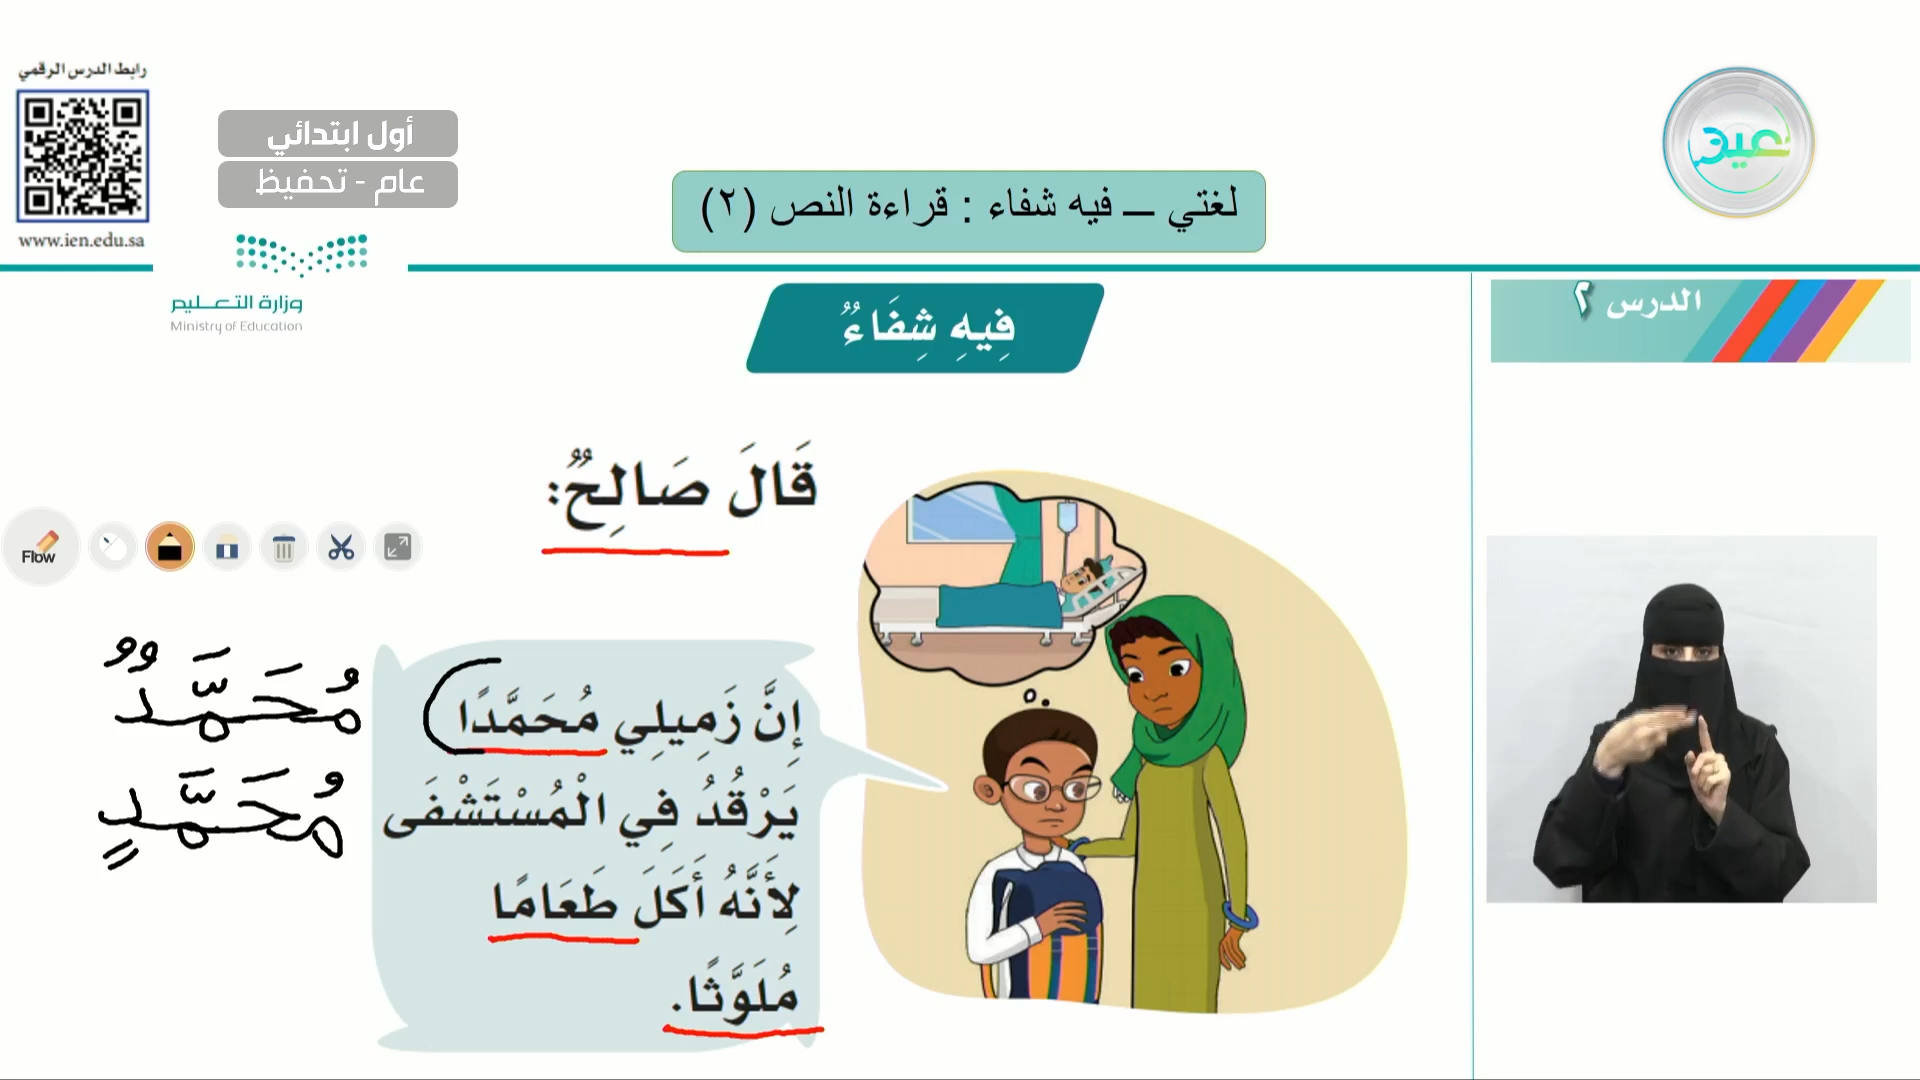 رابط الدرس الرقمي
www.ien.edu.sa
أول ابتدائي
عام - تحفيظ
وزارة التعليم
Ministry of Education
لغتي – فيه شفاء : قراءة النص (٢)
عين
الدرس ٢
فِيهِ شِفَاءٌ
قَالَ صَالِحٌ:
إِنَّ زَمِيلِي مُحَمَّدًا
يَرْقُدُ فِي الْمُسْتَشْفَى
لِأَنَّهُ أَكَلَ طَعَامًا
مُلَوَّثًا.
Flow
مُحَمَّدٌ
مُحَمَّدٍ